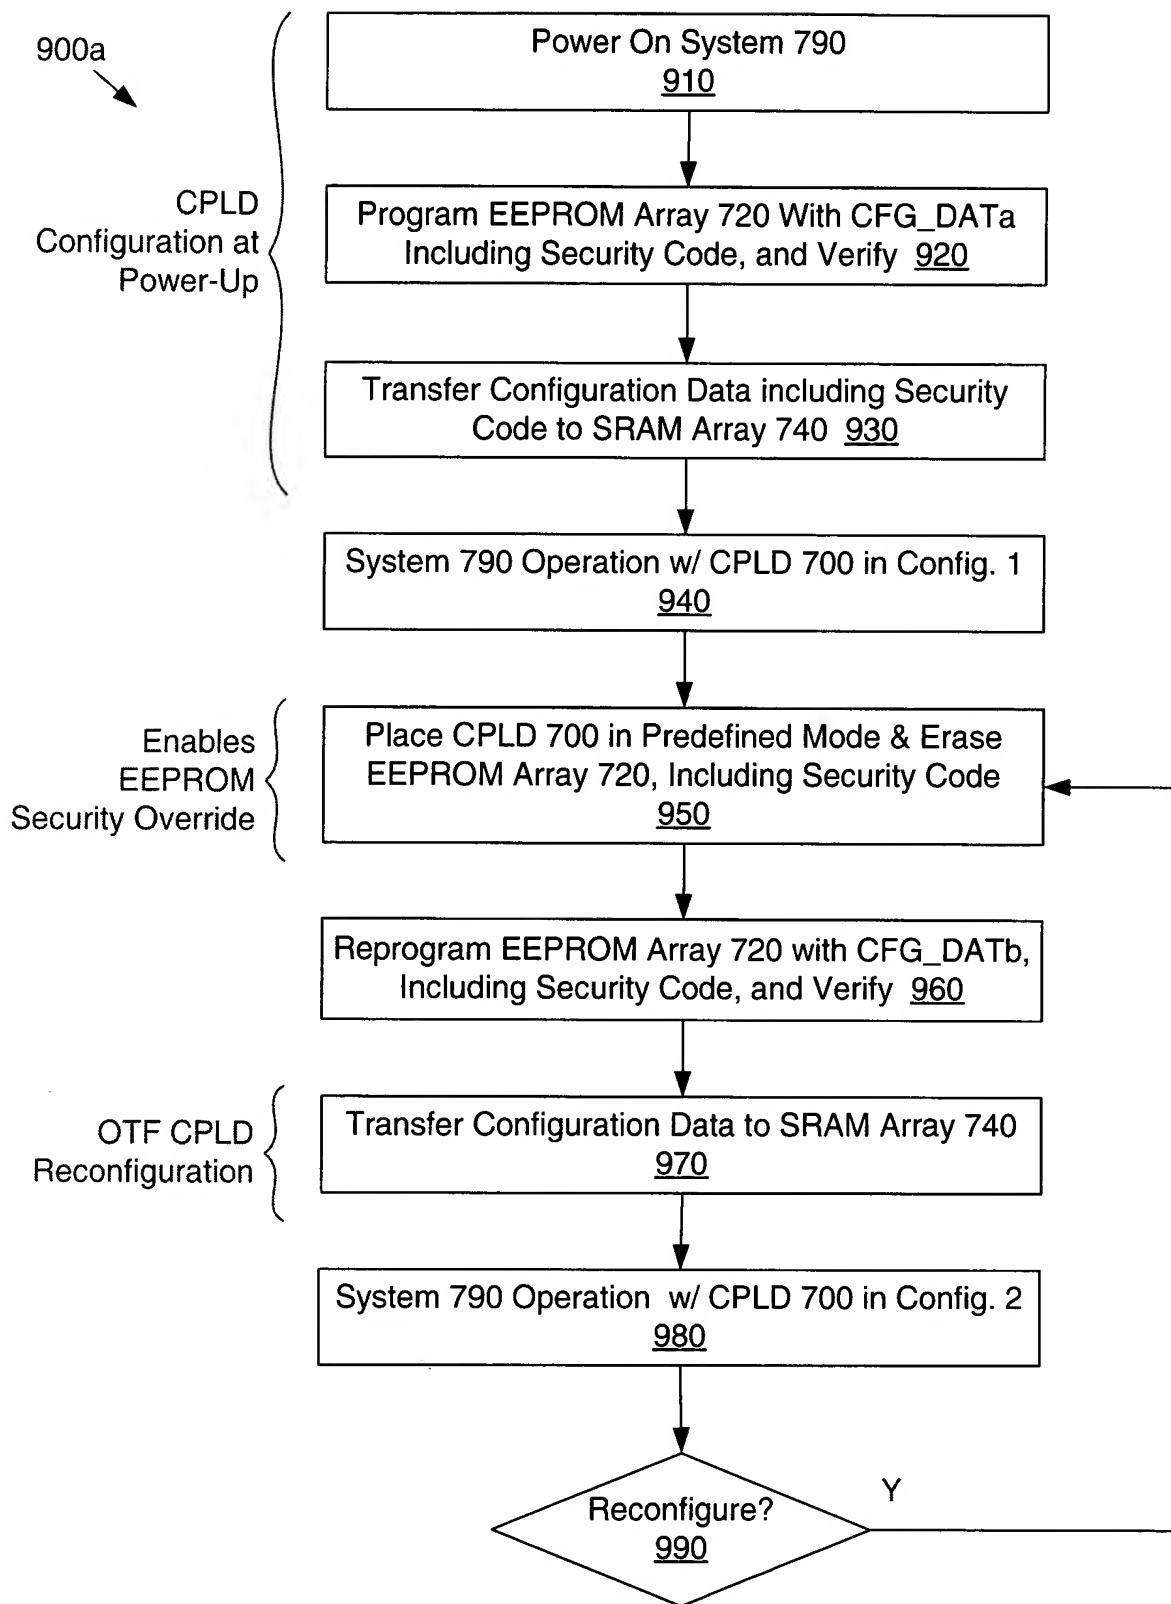 900a
Power On System 790
910
CPLD
Configuration at
Power-Up
Program EEPROM Array 720 With CFG_DATa
Including Security Code, and Verify 920
Transfer Configuration Data including Security
Code to SRAM Array 740 930
System 790 Operation w/ CPLD 700 in Config. 1
940
Enables
EEPROM
Security Override
Place CPLD 700 in Predefined Mode & Erase
EEPROM Array 720, Including Security Code
950
Reprogram EEPROM Array 720 with CFG_DATb,
Including Security Code, and Verify 960
OTF CPLD
Reconfiguration
Transfer Configuration Data to SRAM Array 740
970
System 790 Operation w/ CPLD 700 in Config. 2
980
Reconfigure?
990
Y